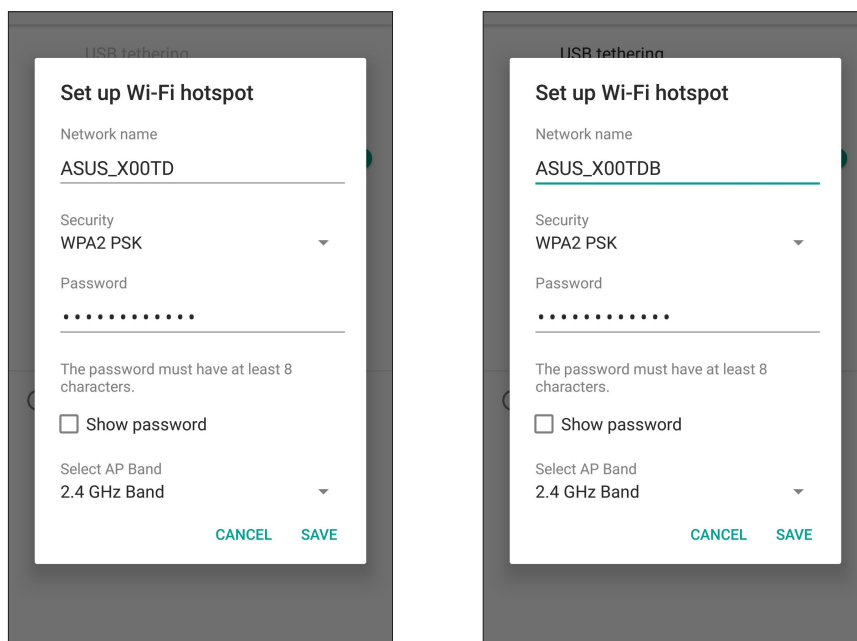 USB tethering
Set up Wi-Fi hotspot
Network name
ASUS_X00TD
Security
WPA2 PSK
Password
••••••••••••
The password must have at least 8
characters.
Show password
Select AP Band
2.4 GHz Band
CANCEL SAVE
USB tethering
Set up Wi-Fi hotspot
Network name
ASUS_X00TDB
Security
WPA2 PSK
Password
••••••••••••
The password must have at least 8
characters.
Show password
Select AP Band
2.4 GHz Band
CANCEL SAVE